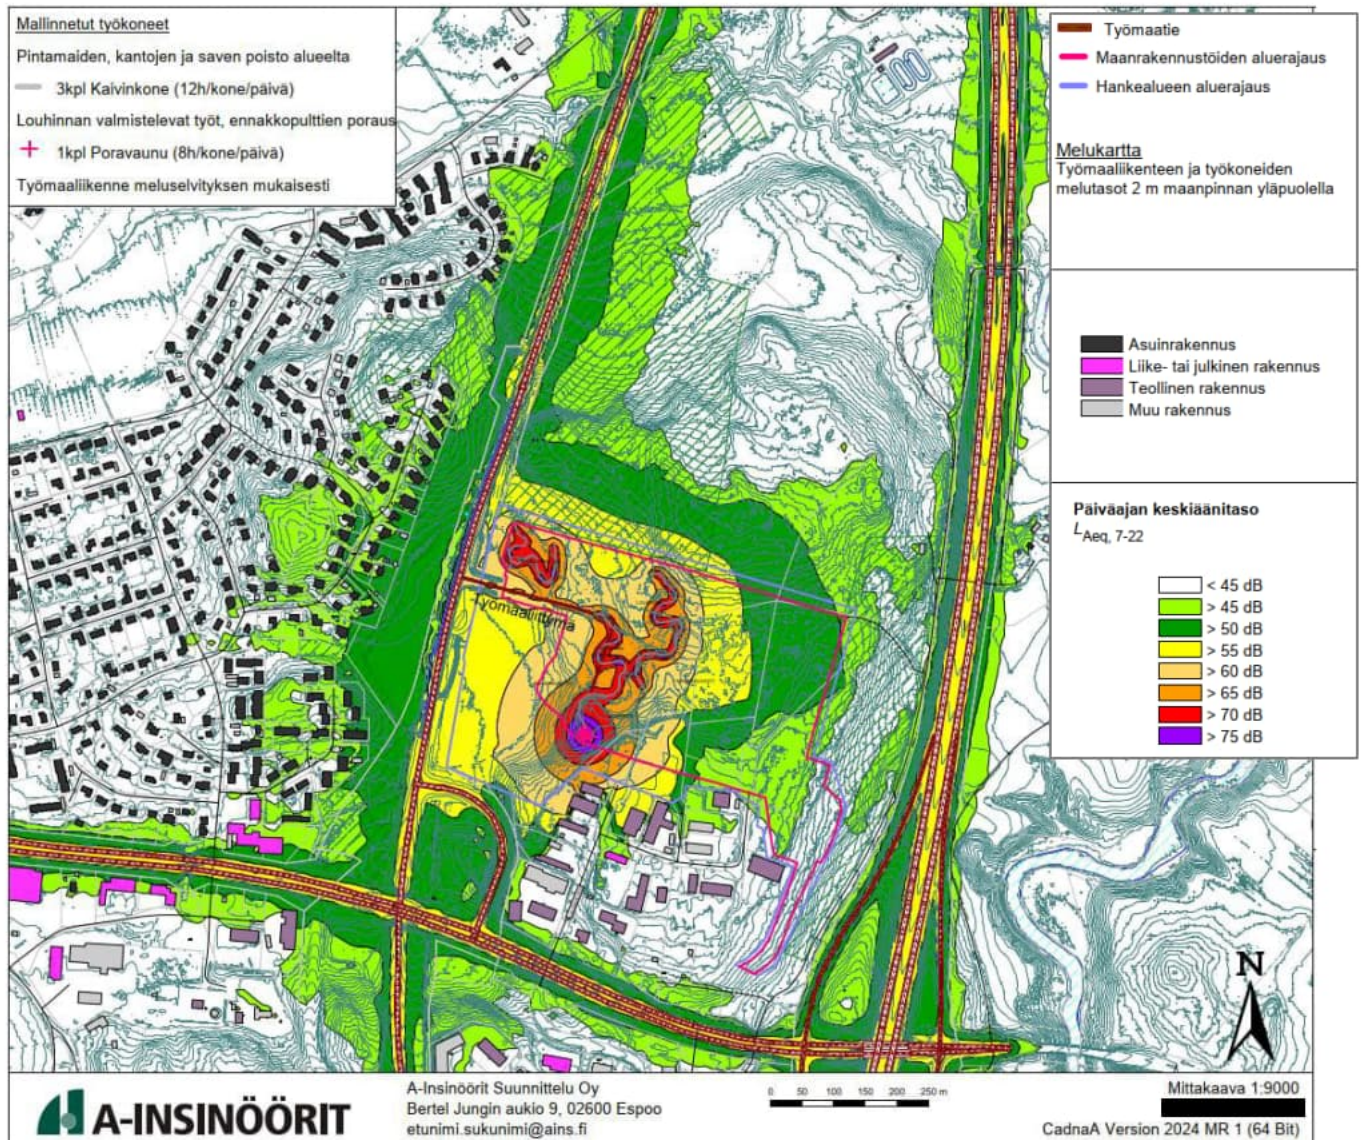 Mallinnetut työkoneet
Pintamaiden, kantojen ja saven poisto alueelta
3kpl Kaivinkone (12h/kone/päivä)
Louhinnan valmistelevat työt, ennakkopulttien poraus
1kpl Poravaunu (8h/kone/päivä)
Työmaaliikenne meluselvityksen mukaisesti
Työmaatie
Maanrakennustöiden aluerajaus
Hankealueen aluerajaus
Melukartta
Työmaaliikenteen ja työkoneiden
melutasot 2 m maanpinnan yläpuolella
Asuinrakennus
Liike- tai julkinen rakennus
Teollinen rakennus
Muu rakennus
Päiväajan keskiäänitaso
LAeq, 7-22
< 45 dB
> 45 dB
> 50 dB
> 55 dB
> 60 dB
> 65 dB
> 70 dB
> 75 dB
Työmaaliittymä
N
A-INSINÖÖRIT
A-Insinöörit Suunnittelu Oy
Bertel Jungin aukio 9, 02600 Espoo
etunimi.sukunimi@ains.fi
0 50 100 150 200 250 m
Mittakaava 1:9000
CadnaA Version 2024 MR 1 (64 Bit)